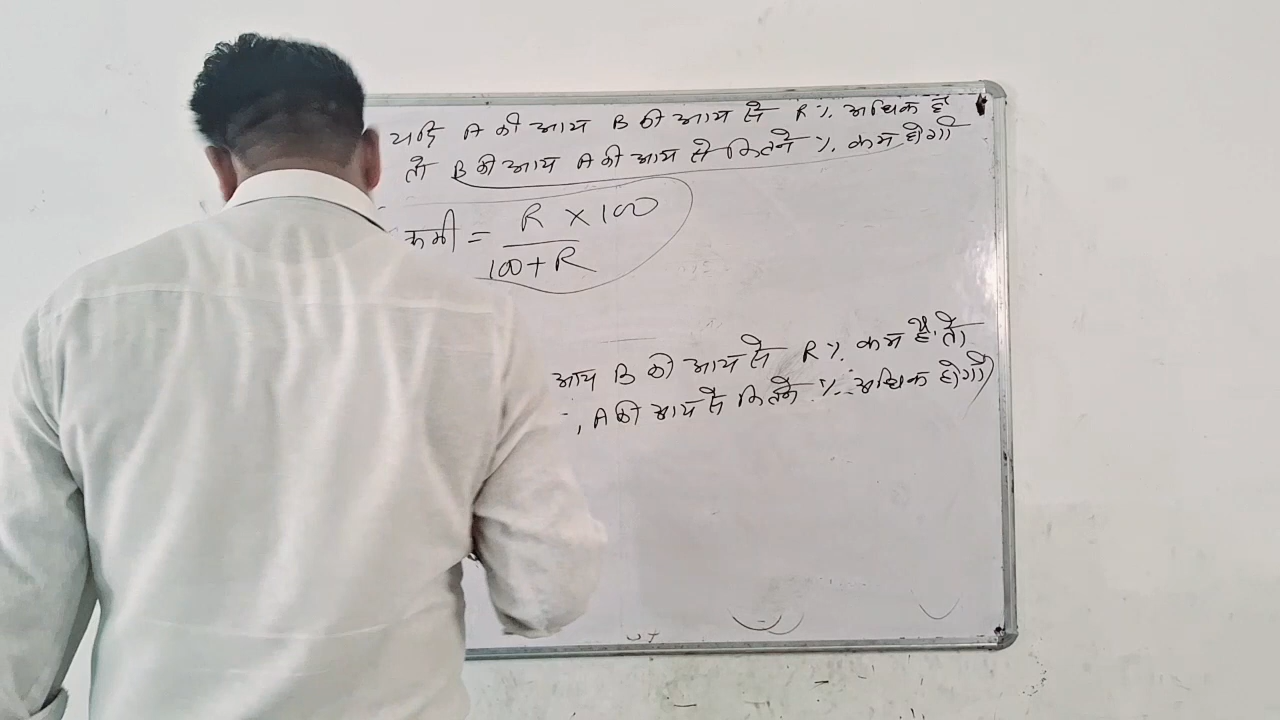 यदि A की आय B की आय से R% अधिक है
तो B की आय A की आय से कितने % कम होगी
कमी = R × 100
100 + R
आय B की आय से R% कम है, तो
, A की आय से कितने % अधिक होगी